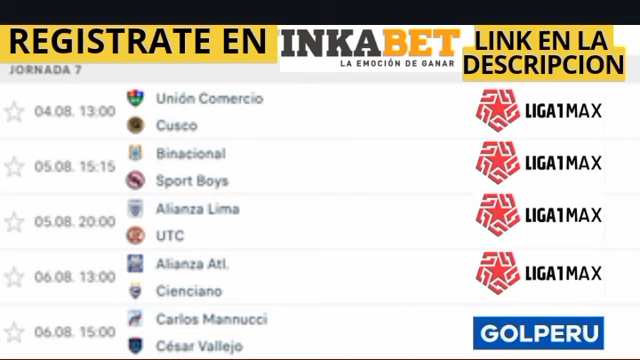 REGISTRATE EN
INKABET
LA EMOCIÓN DE GANAR
LINK EN LA
DESCRIPCION
JORNADA 7
04.08. 13:00
Unión Comercio
Cusco
LIGA1MAX
05.08. 15:15
Binacional
Sport Boys
LIGA1MAX
05.08. 20:00
Alianza Lima
UTC
LIGA1MAX
06.08. 13:00
Alianza Atl.
Cienciano
LIGA1MAX
06.08. 15:00
Carlos Mannucci
César Vallejo
GOLPERU